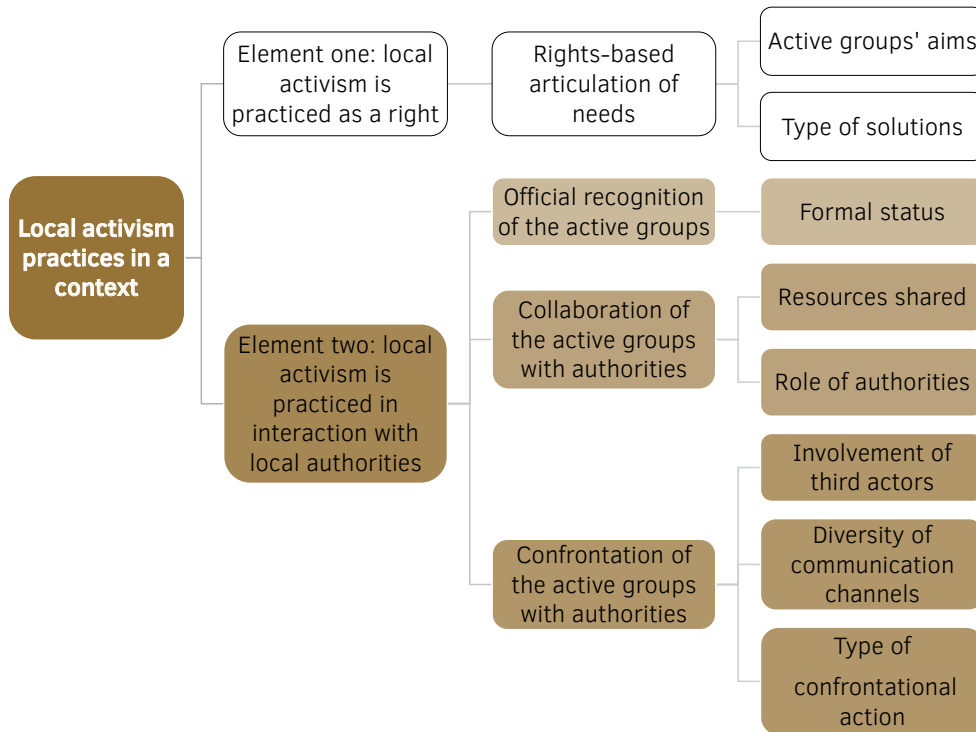 Local activism
practices in a
context
Element one: local
activism is
practiced as a right
Rights-based
articulation of
needs
Active groups' aims
Type of solutions
Element two: local
activism is
practiced in
interaction with
local authorities
Official recognition
of the active groups
Formal status
Collaboration of
the active groups
with authorities
Resources shared
Role of authorities
Confrontation of
the active groups
with authorities
Involvement of
third actors
Diversity of
communication
channels
Type of
confrontational
action